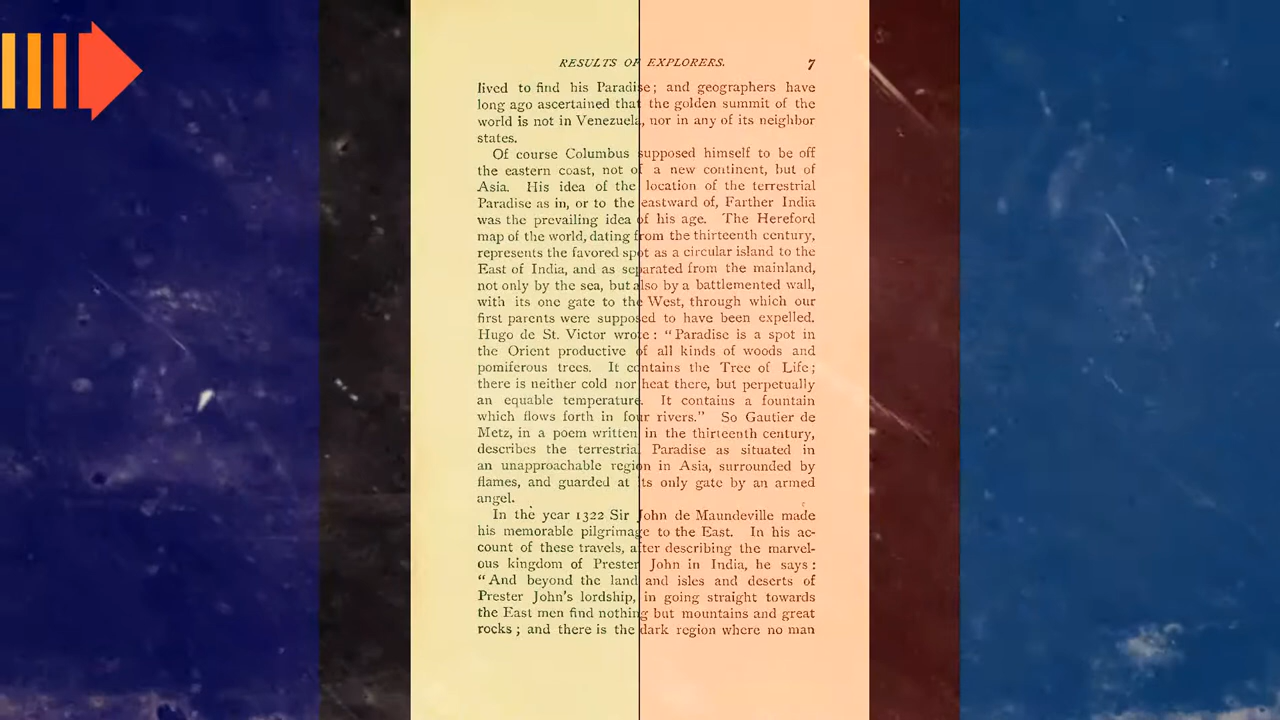 RESULTS OF EXPLORERS. 7
lived to find his Paradise; and geographers have
long ago ascertained that the golden summit of the
world is not in Venezuela, nor in any of its neighbor
states.
Of course Columbus supposed himself to be off
the eastern coast, not of a new continent, but of
Asia. His idea of the location of the terrestrial
Paradise as in, or to the eastward of, Farther India
was the prevailing idea of his age. The Hereford
map of the world, dating from the thirteenth century,
represents the favored spot as a circular island to the
East of India, and as separated from the mainland,
not only by the sea, but also by a battlemented wall,
with its one gate to the West, through which our
first parents were supposed to have been expelled.
Hugo de St. Victor wrote: "Paradise is a spot in
the Orient productive of all kinds of woods and
pomiferous trees. It contains the Tree of Life;
there is neither cold nor heat there, but perpetually
an equable temperature. It contains a fountain
which flows forth in four rivers." So Gautier de
Metz, in a poem written in the thirteenth century,
describes the terrestrial Paradise as situated in
an unapproachable region in Asia, surrounded by
flames, and guarded at its only gate by an armed
angel.
In the year 1322 Sir John de Maundeville made
his memorable pilgrimage to the East. In his ac-
count of these travels, after describing the marvel-
ous kingdom of Prester John in India, he says:
"And beyond the land and isles and deserts of
Prester John's lordship, in going straight towards
the East men find nothing but mountains and great
rocks; and there is the dark region where no man